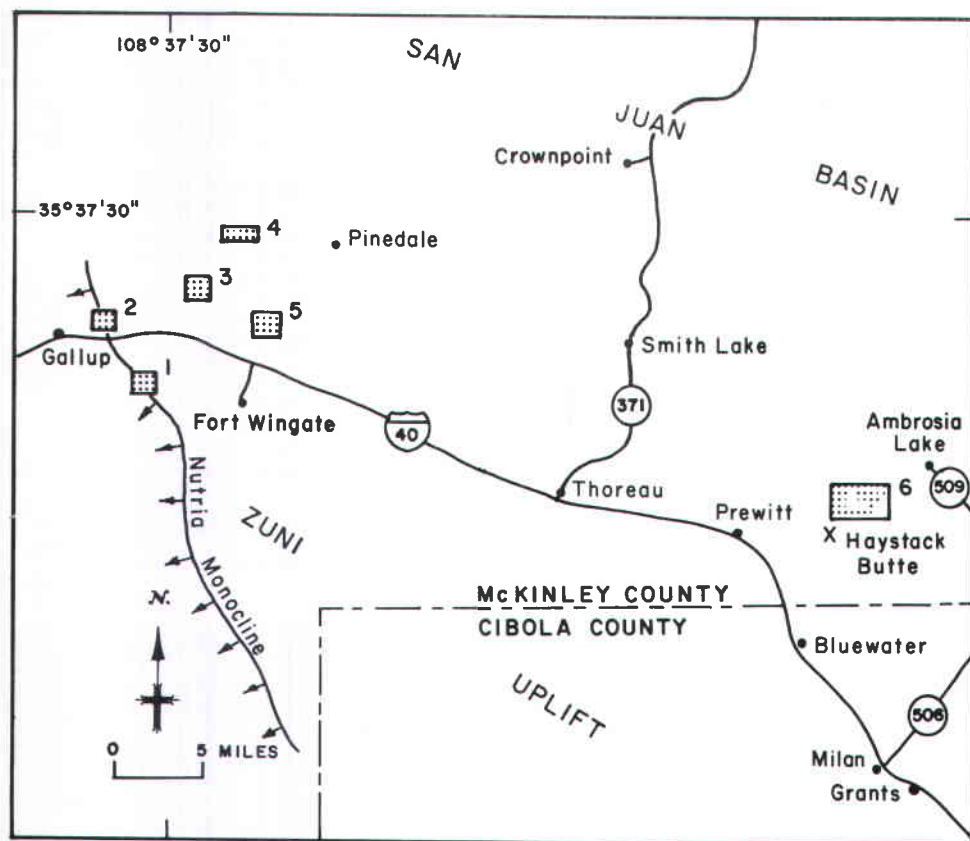 108° 37'30"
SAN
JUAN
BASIN
Crownpoint
35°37'30"
4
Pinedale
3
5
2
Gallup
1
Smith Lake
Fort Wingate
371
40
Ambrosia
Lake
509
6
Nutria
Monocline
Thoreau
Prewitt
ZUNI
X
Haystack
Butte
McKINLEY COUNTY
CIBOLA COUNTY
N.
UPLIFT
Bluewater
506
0 5 MILES
Milan
Grants